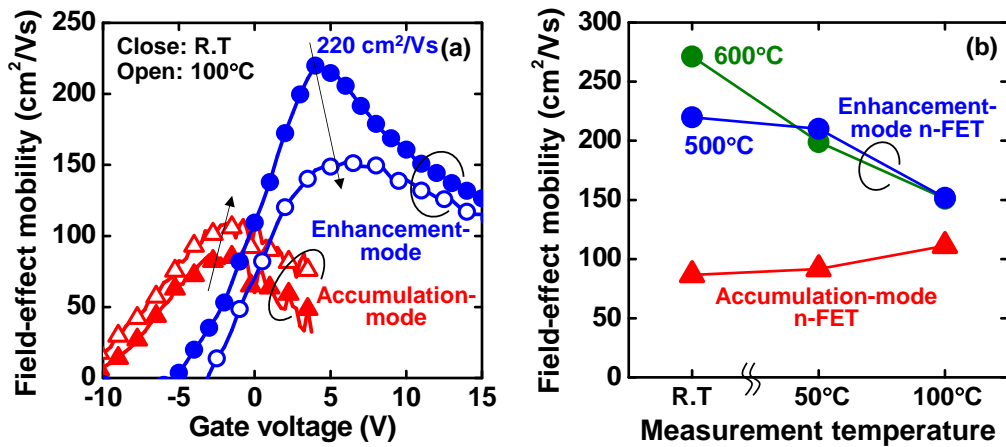 Field-effect mobility (cm²/Vs)
250
200
150
100
50
0
-10
-5
0
5
10
15
Gate voltage (V)
Close: R.T
Open: 100°C
220 cm²/Vs
(a)
Enhancement-
mode
Accumulation-
mode
Field-effect mobility (cm²/Vs)
300
250
200
150
100
50
0
R.T
50°C
100°C
Measurement temperature
(b)
600°C
500°C
Enhancement-
mode n-FET
Accumulation-mode
n-FET